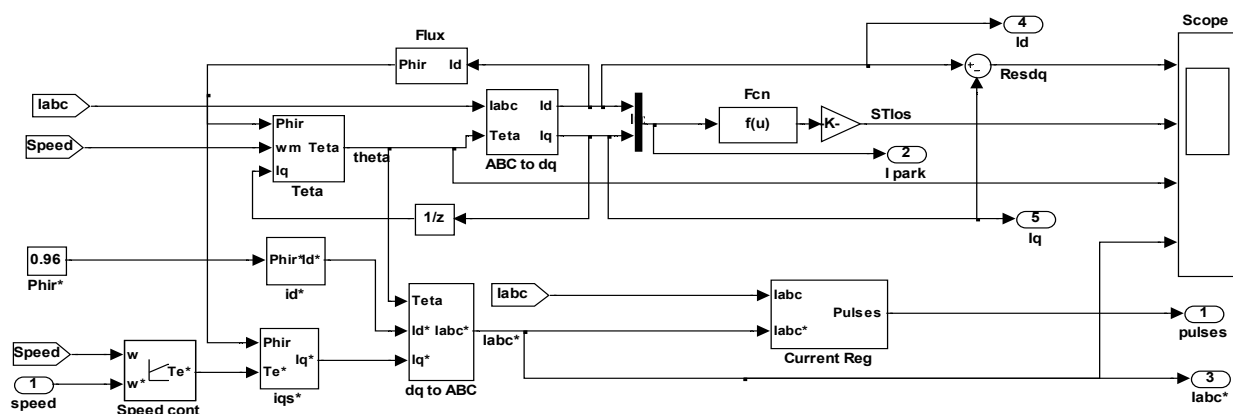 Scope
4
Id
Flux
Phir Id
+
−
Resdq
Iabc
Iabc Id
Teta Iq
ABC to dq
Fcn
f(u)
K-
STlos
Phir
wm Teta
Iq
Teta
theta
Speed
2
I park
1/z
5
Iq
0.96
Phir*
Phir*Id*
id*
Iabc
Teta
Id* Iabc*
Iq*
dq to ABC
Iabc*
Iabc
Pulses
Iabc*
Current Reg
1
pulses
Speed
1
speed
w
Te*
w*
Speed cont
Phir
Iq*
Te*
iqs*
3
Iabc*